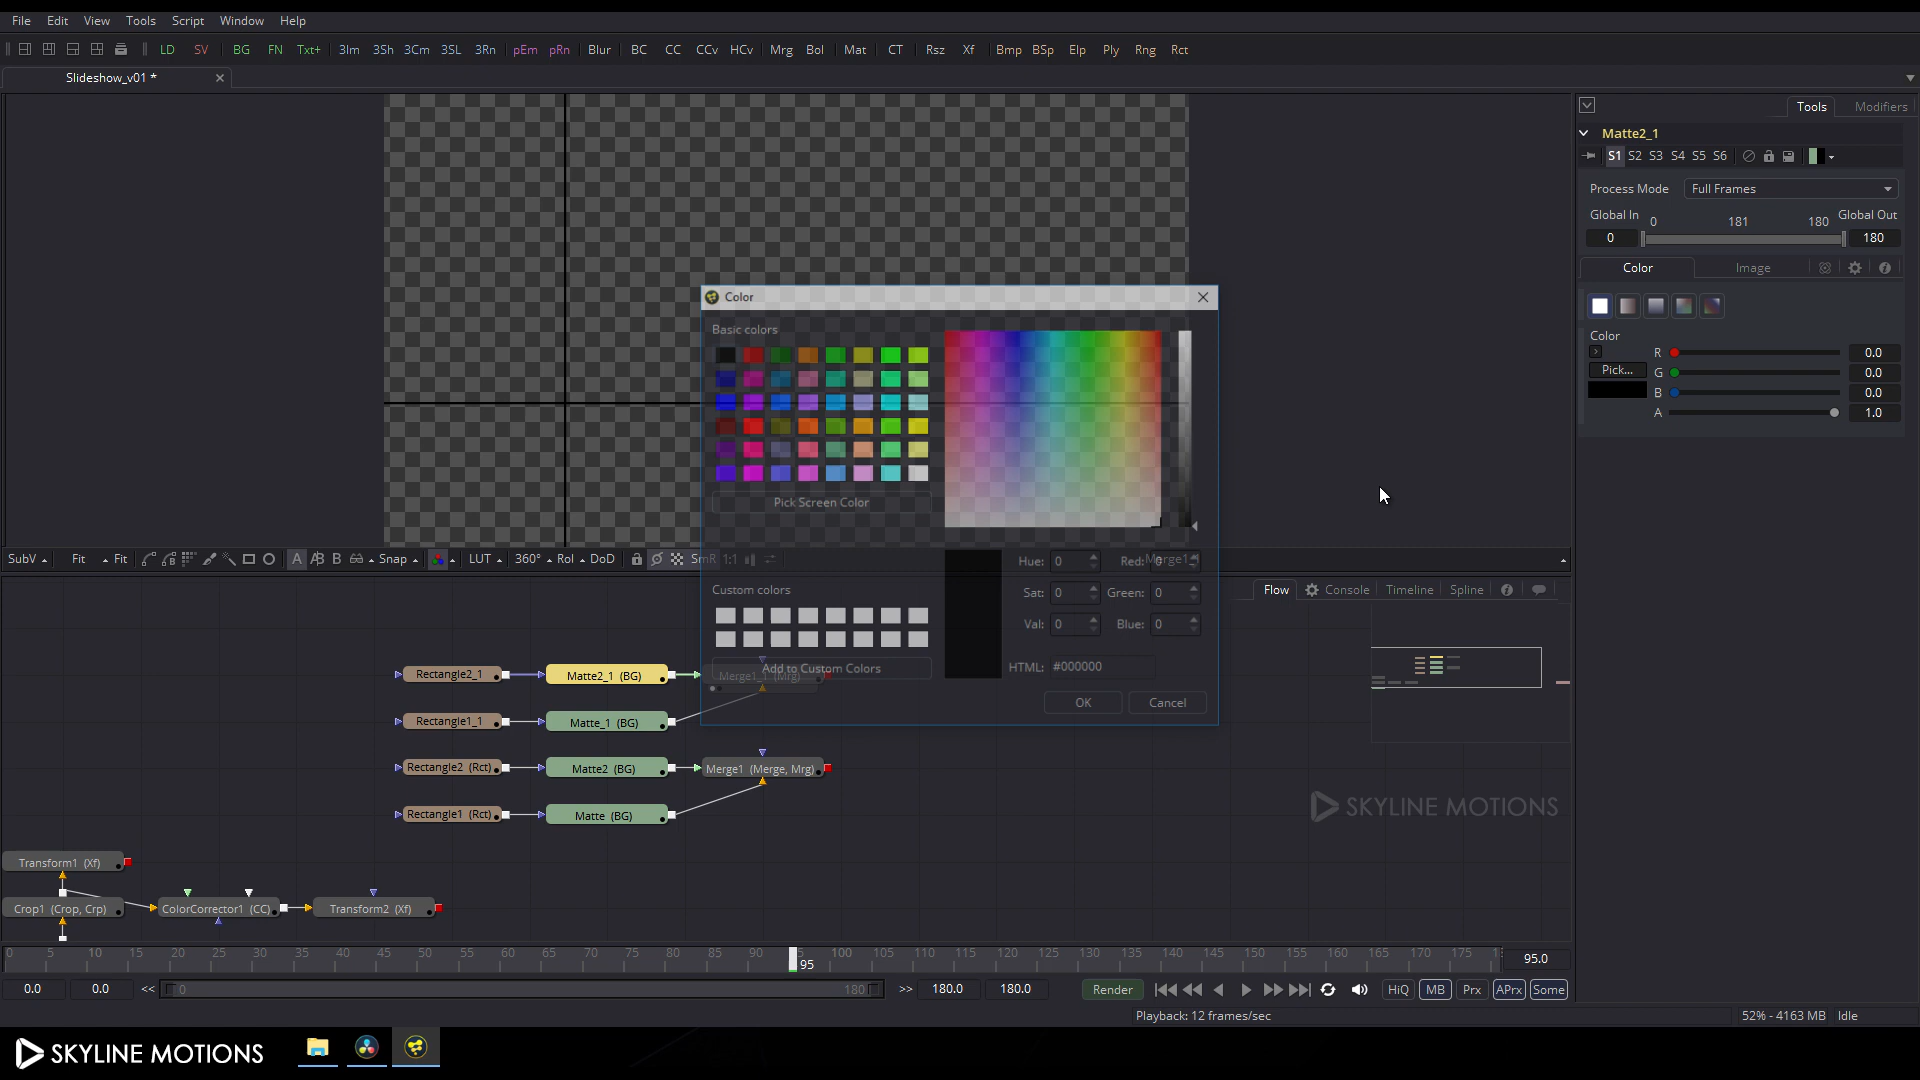 File Edit View Tools Script Window Help
LD SV BG FN Txt+ 3Im 3Sh 3Cm 3SL 3Rn pEm pRn Blur BC CC CCv HCv Mrg Bol Mat CT Rsz Xf Bmp BSp Elp Ply Rng Rct
Slideshow_v01 *
Tools Modifiers
Matte2_1
S1 S2 S3 S4 S5 S6
Process Mode Full Frames
Global In 0 181 180 Global Out
0 180
Color Image
Color
R 0.0
Pick... G 0.0
B 0.0
A 1.0
Color
Basic colors
Pick Screen Color
Hue: 0 Red: 0
Custom colors
Sat: 0 Green: 0
Val: 0 Blue: 0
Add to Custom Colors
HTML: #000000
OK Cancel
SubV Fit Fit A AB B Snap LUT 360° RoI DoD SmR 1:1 Merge1
Flow Console Timeline Spline
Rectangle2_1 Matte2_1 (BG) Merge1_1 (Mrg)
Rectangle1_1 Matte_1 (BG)
Rectangle2 (Rct) Matte2 (BG) Merge1 (Merge, Mrg)
Rectangle1 (Rct) Matte (BG)
SKYLINE MOTIONS
Transform1 (Xf)
Crop1 (Crop, Crp) ColorCorrector1 (CC) Transform2 (Xf)
0 5 10 15 20 25 30 35 40 45 50 55 60 65 70 75 80 85 90 95 100 105 110 115 120 125 130 135 140 145 150 155 160 165 170 175 95.0
0.0 0.0 << 0 180 >> 180.0 180.0 Render HiQ MB Prx APrx Some
Playback: 12 frames/sec 52% - 4163 MB Idle
SKYLINE MOTIONS